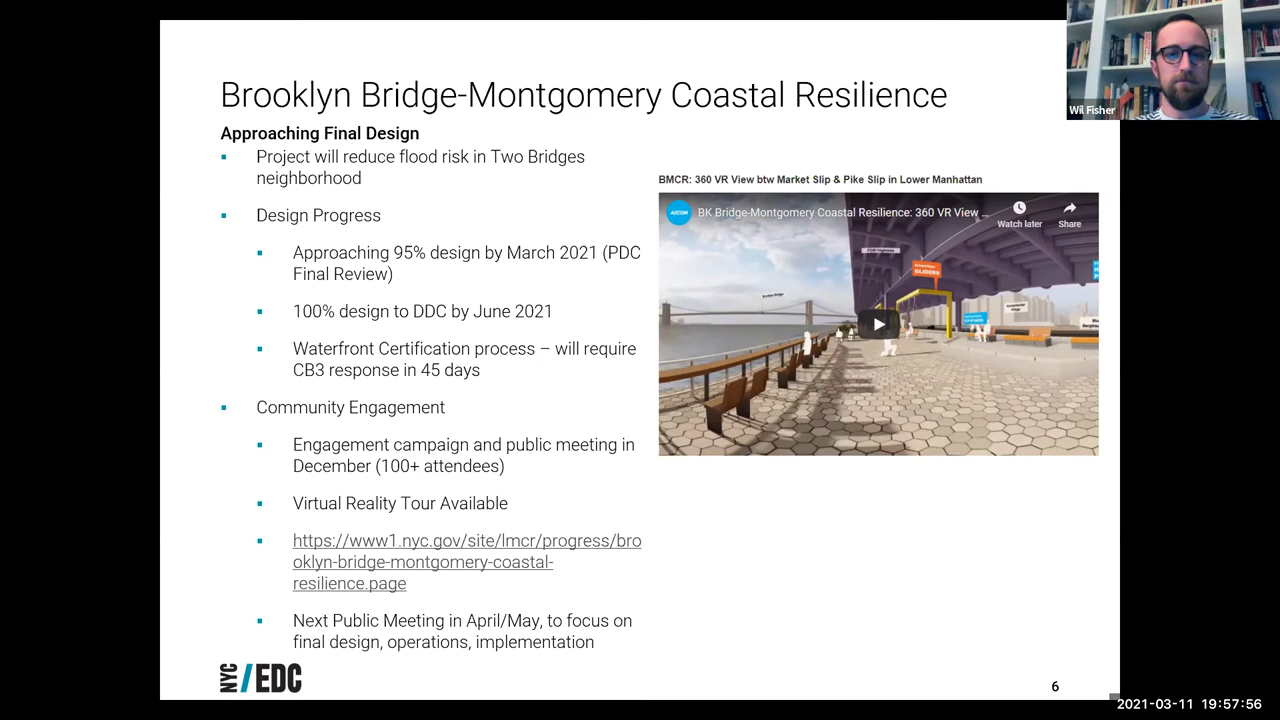 Brooklyn Bridge-Montgomery Coastal Resilience
Wil Fisher
Approaching Final Design
▪ Project will reduce flood risk in Two Bridges
neighborhood
▪ Design Progress
▪ Approaching 95% design by March 2021 (PDC
Final Review)
▪ 100% design to DDC by June 2021
▪ Waterfront Certification process – will require
CB3 response in 45 days
▪ Community Engagement
▪ Engagement campaign and public meeting in
December (100+ attendees)
▪ Virtual Reality Tour Available
▪ https://www1.nyc.gov/site/lmcr/progress/bro
oklyn-bridge-montgomery-coastal-
resilience.page
▪ Next Public Meeting in April/May, to focus on
final design, operations, implementation
BMCR: 360 VR View btw Market Slip & Pike Slip in Lower Manhattan
AECOM
BK Bridge-Montgomery Coastal Resilience: 360 VR View ...
Watch later
Share
GLIDERS
NYC / EDC
6
2021-03-11 19:57:56